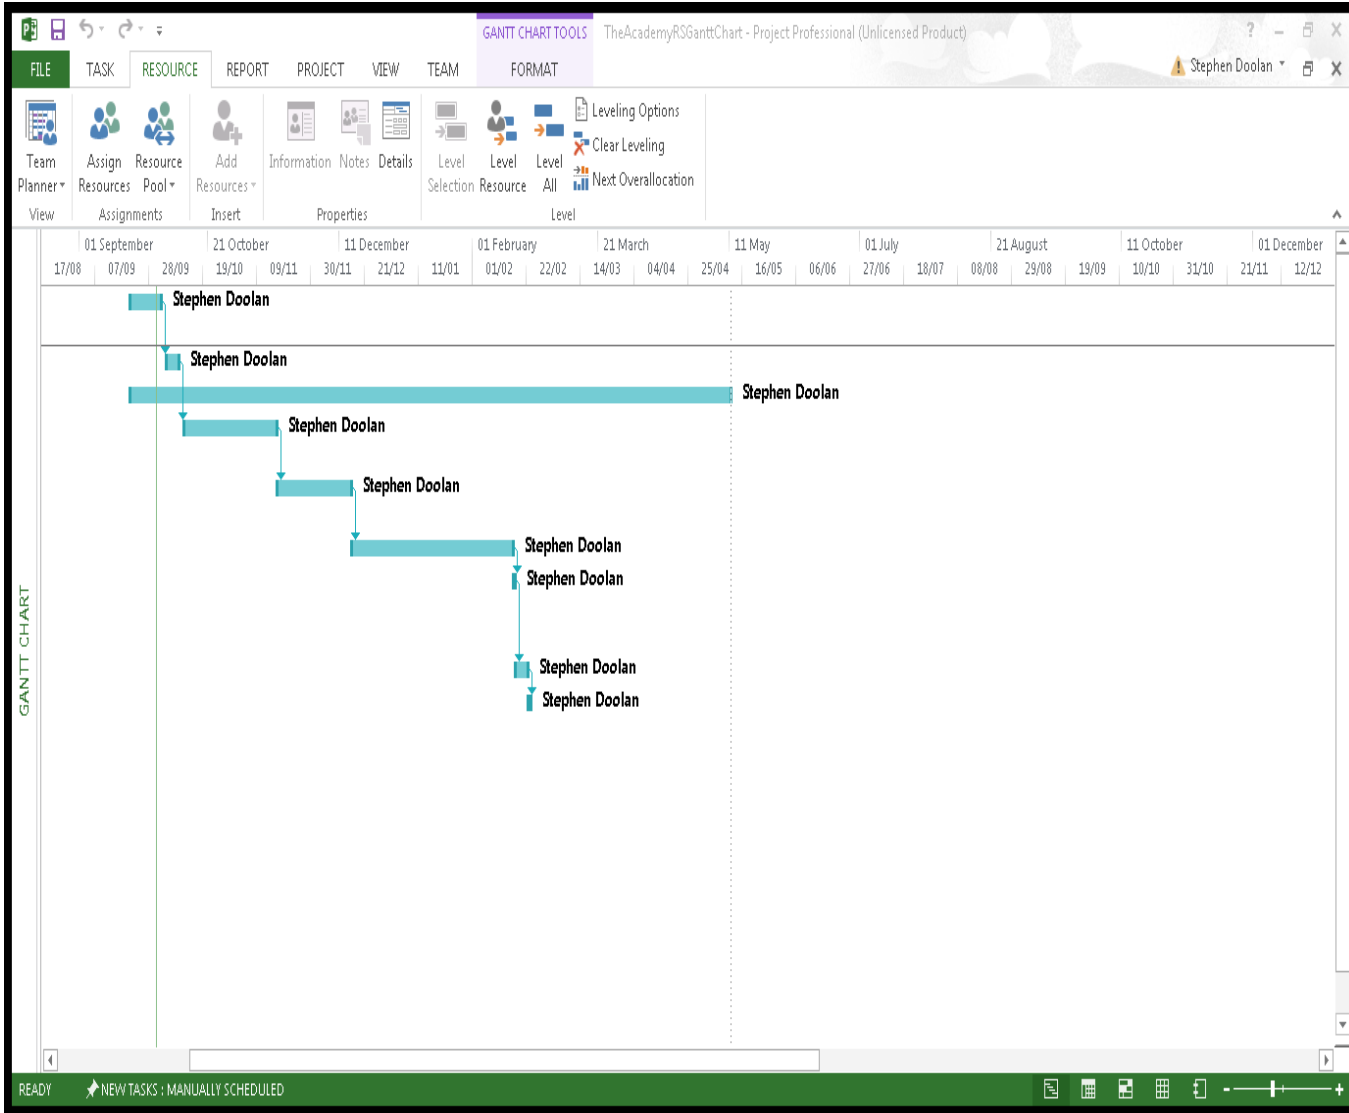 GANTT CHART TOOLS TheAcademyRSGanttChart - Project Professional (Unlicensed Product) ?
FILE TASK RESOURCE REPORT PROJECT VIEW TEAM FORMAT Stephen Doolan
Team Planner
Assign Resources
Resource Pool
Add Resources
Information
Notes
Details
Level Selection
Level Resource
Level All
Leveling Options
Clear Leveling
Next Overallocation
View Assignments Insert Properties Level
01 September 21 October 11 December 01 February 21 March 11 May 01 July 21 August 11 October 01 December
17/08 07/09 28/09 19/10 09/11 30/11 21/12 11/01 01/02 22/02 14/03 04/04 25/04 16/05 06/06 27/06 18/07 08/08 29/08 19/09 10/10 31/10 21/11 12/12
Stephen Doolan
Stephen Doolan
Stephen Doolan
Stephen Doolan
Stephen Doolan
Stephen Doolan
Stephen Doolan
Stephen Doolan
Stephen Doolan
GANTT CHART
READY NEW TASKS : MANUALLY SCHEDULED